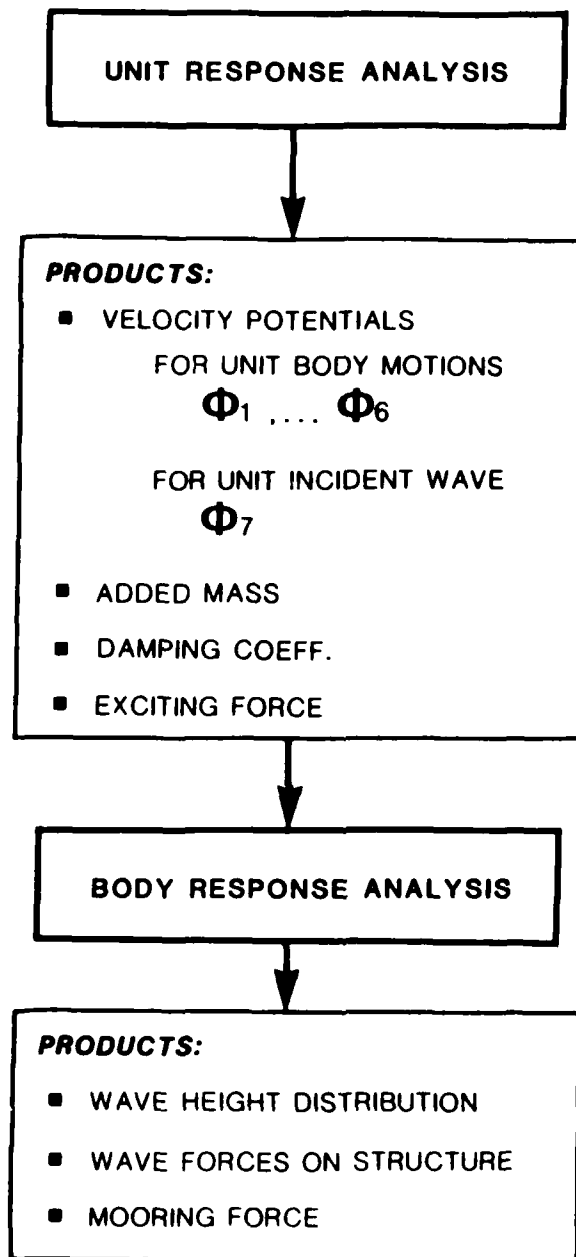 UNIT RESPONSE ANALYSIS
PRODUCTS:
■ VELOCITY POTENTIALS
FOR UNIT BODY MOTIONS
Φ1 ,... Φ6
FOR UNIT INCIDENT WAVE
Φ7
■ ADDED MASS
■ DAMPING COEFF.
■ EXCITING FORCE
BODY RESPONSE ANALYSIS
PRODUCTS:
■ WAVE HEIGHT DISTRIBUTION
■ WAVE FORCES ON STRUCTURE
■ MOORING FORCE